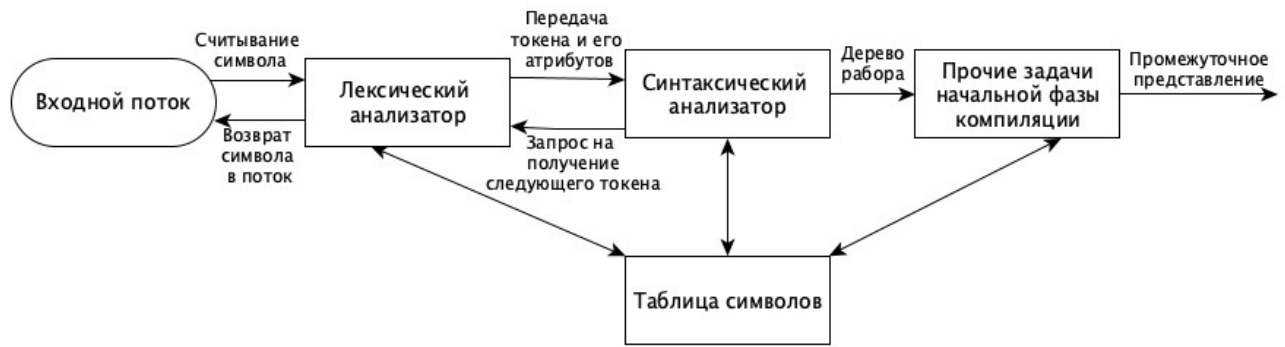 Считывание
символа
Передача
токена и его
атрибутов
Дерево
рабора
Промежуточное
представление
Входной поток
Лексический
анализатор
Синтаксический
анализатор
Прочие задачи
начальной фазы
компиляции
Возврат
символа
в поток
Запрос на
получение
следующего токена
Таблица символов